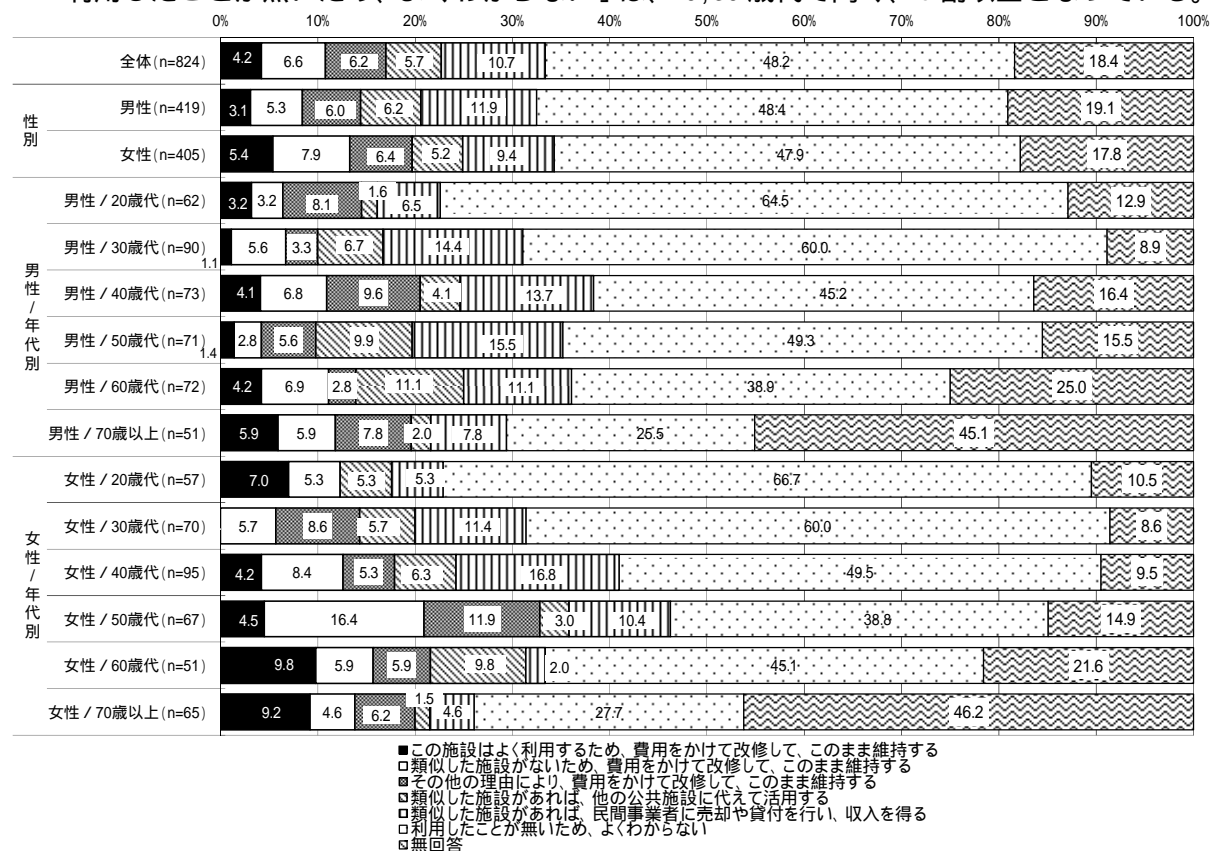 0% 10% 20% 30% 40% 50% 60% 70% 80% 90% 100%
全体(n=824) 4.2 6.6 6.2 5.7 10.7 48.2 18.4
性別
男性(n=419) 3.1 5.3 6.0 6.2 11.9 48.4 19.1
女性(n=405) 5.4 7.9 6.4 5.2 9.4 47.9 17.8
男性/年代別
男性/20歳代(n=62) 3.2 3.2 8.1 1.6 6.5 64.5 12.9
男性/30歳代(n=90) 1.1 5.6 3.3 6.7 14.4 60.0 8.9
男性/40歳代(n=73) 4.1 6.8 9.6 4.1 13.7 45.2 16.4
男性/50歳代(n=71) 1.4 2.8 5.6 9.9 15.5 49.3 15.5
男性/60歳代(n=72) 4.2 6.9 2.8 11.1 11.1 38.9 25.0
男性/70歳以上(n=51) 5.9 5.9 7.8 2.0 7.8 25.5 45.1
女性/年代別
女性/20歳代(n=57) 7.0 5.3 5.3 5.3 66.7 10.5
女性/30歳代(n=70) 5.7 8.6 5.7 11.4 60.0 8.6
女性/40歳代(n=95) 4.2 8.4 5.3 6.3 16.8 49.5 9.5
女性/50歳代(n=67) 4.5 16.4 11.9 3.0 10.4 38.8 14.9
女性/60歳代(n=51) 9.8 5.9 5.9 9.8 2.0 45.1 21.6
女性/70歳以上(n=65) 9.2 4.6 6.2 1.5 4.6 27.7 46.2
この施設はよく利用するため、費用をかけて改修して、このまま維持する
類似した施設がないため、費用をかけて改修して、このまま維持する
その他の理由により、費用をかけて改修して、このまま維持する
類似した施設があれば、他の公共施設に代えて活用する
類似した施設があれば、民間事業者に売却や貸付を行い、収入を得る
利用したことが無いため、よくわからない
無回答